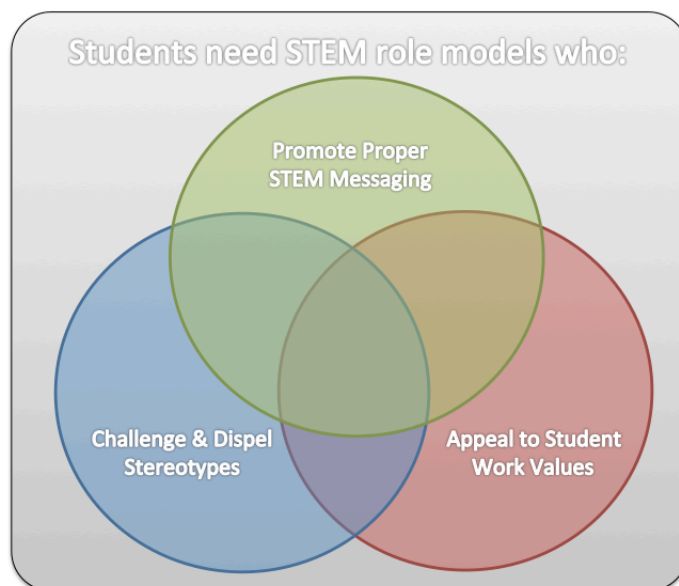 Students need STEM role models who:
Promote Proper
STEM Messaging
Challenge & Dispel
Stereotypes
Appeal to Student
Work Values